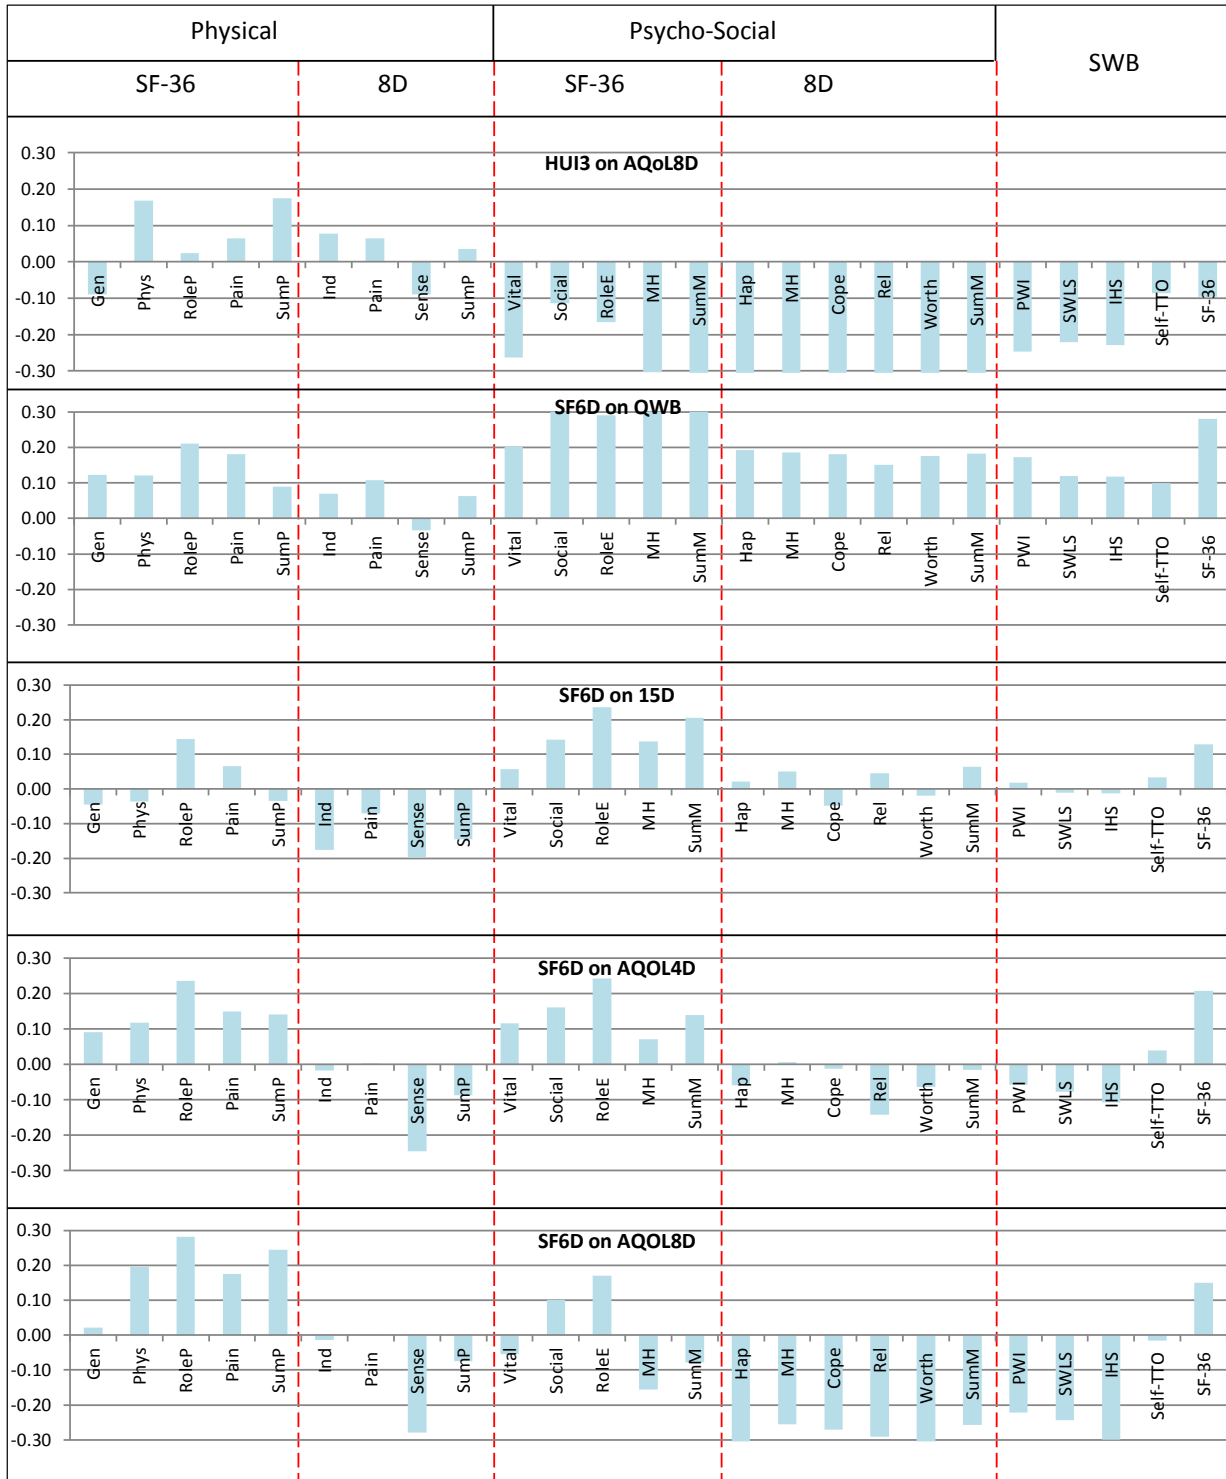 Physical Psycho-Social SWB
SF-36 8D SF-36 8D
HUI3 on AQoL8D
0.30
0.20
0.10
0.00
-0.10
-0.20
-0.30
Gen Phys RoleP Pain SumP Ind Pain Sense SumP Vital Social RoleE MH SumM Hap MH Cope Rel Worth SumM PWI SWLS IHS Self-TTO SF-36
SF6D on QWB
0.30
0.20
0.10
0.00
-0.10
-0.20
-0.30
Gen Phys RoleP Pain SumP Ind Pain Sense SumP Vital Social RoleE MH SumM Hap MH Cope Rel Worth SumM PWI SWLS IHS Self-TTO SF-36
SF6D on 15D
0.30
0.20
0.10
0.00
-0.10
-0.20
-0.30
Gen Phys RoleP Pain SumP Ind Pain Sense SumP Vital Social RoleE MH SumM Hap MH Cope Rel Worth SumM PWI SWLS IHS Self-TTO SF-36
SF6D on AQOL4D
0.30
0.20
0.10
0.00
-0.10
-0.20
-0.30
Gen Phys RoleP Pain SumP Ind Pain Sense SumP Vital Social RoleE MH SumM Hap MH Cope Rel Worth SumM PWI SWLS IHS Self-TTO SF-36
SF6D on AQOL8D
0.30
0.20
0.10
0.00
-0.10
-0.20
-0.30
Gen Phys RoleP Pain SumP Ind Pain Sense SumP Vital Social RoleE MH SumM Hap MH Cope Rel Worth SumM PWI SWLS IHS Self-TTO SF-36